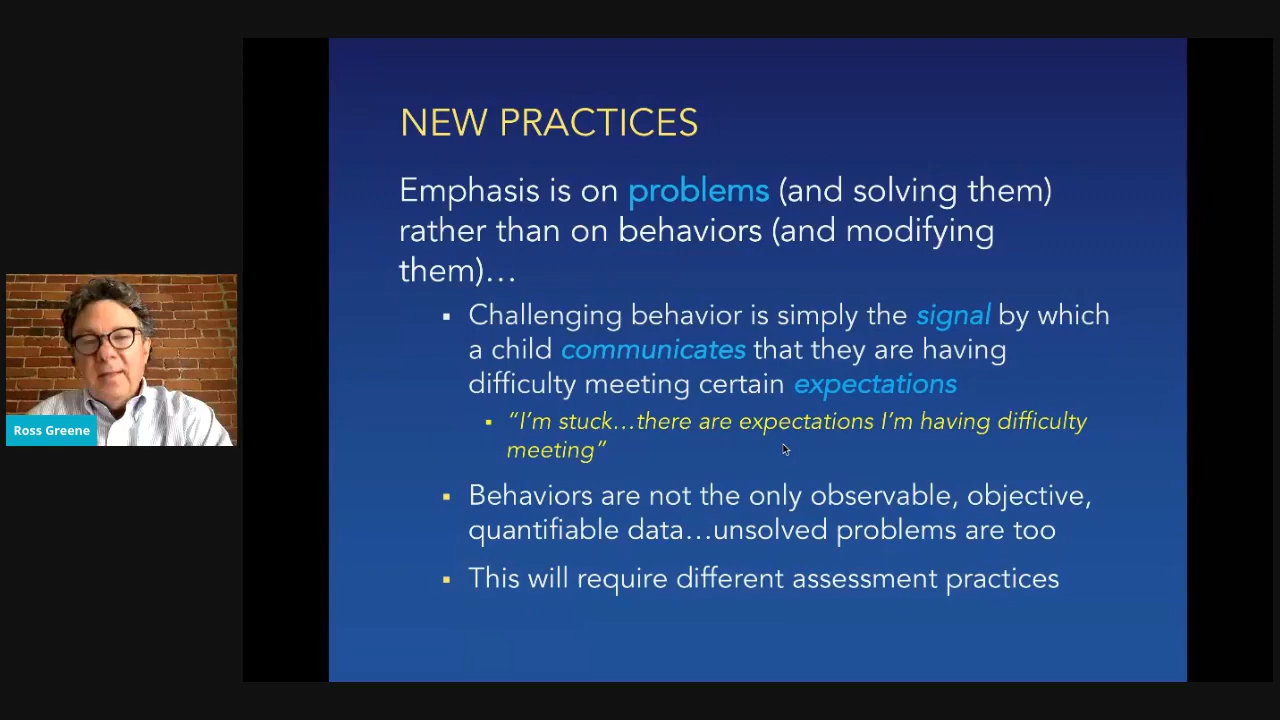 NEW PRACTICES
Emphasis is on problems (and solving them)
rather than on behaviors (and modifying
them)…
▪ Challenging behavior is simply the signal by which
a child communicates that they are having
difficulty meeting certain expectations
▪ “I’m stuck…there are expectations I’m having difficulty
meeting”
▪ Behaviors are not the only observable, objective,
quantifiable data…unsolved problems are too
▪ This will require different assessment practices
Ross Greene